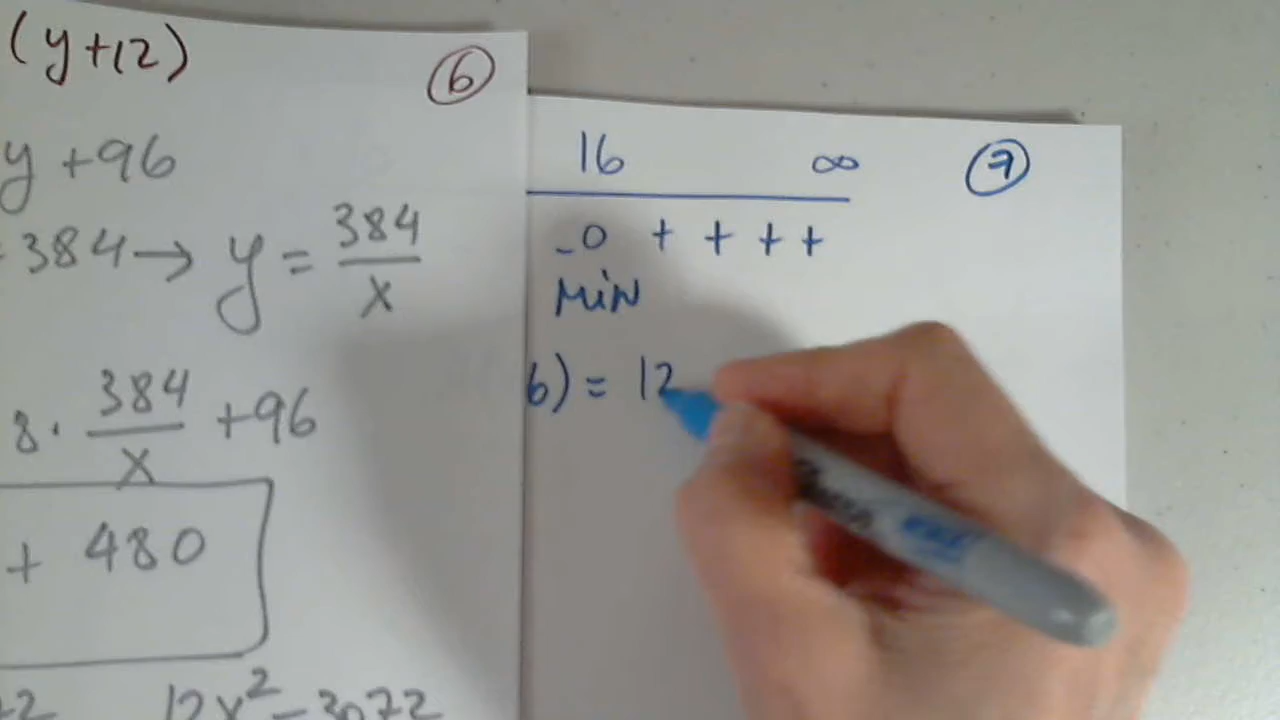 (y+12)
6
y +96
384 → y = 384/x
8 · 384/x +96
+ 480
12x² - 3072
16 ∞
7
-0 + + + +
MiN
6) = 12